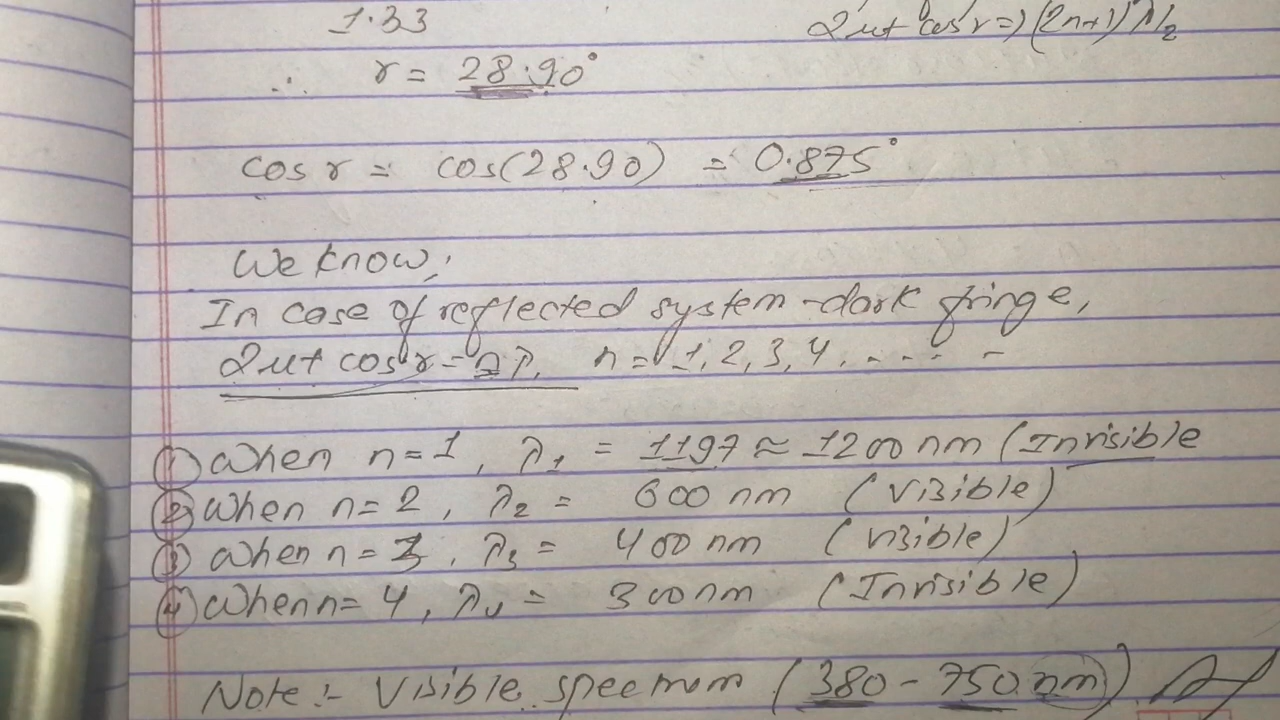 1.33
2μt cos r => (2n+1) λ/2
∴ r = 28.90°
cos r = cos(28.90) = 0.875°
We know;
In case of reflected system-dark fringe,
2μt cos r = nλ, n = 1, 2, 3, 4 . - - . -
① When n = 1, λ₁ = 1197 ≈ 1200 nm (Invisible
② When n = 2, λ₂ = 600 nm (Visible)
③ When n = 3, λ₃ = 400 nm (Visible)
④ When n = 4, λ₄ = 300 nm (Invisible)
Note :- Visible spectrum (380 - 750 nm)